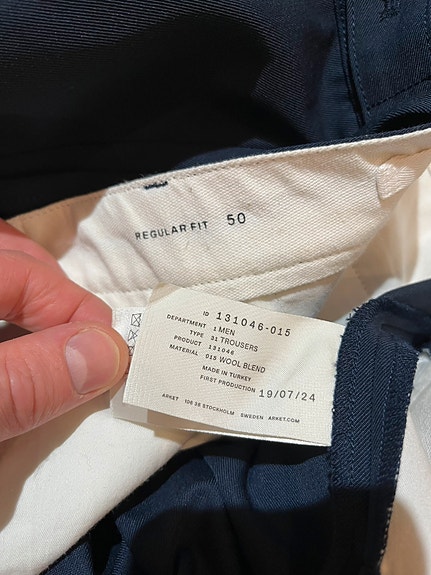 REGULAR FIT 50
ID 131046-015
DEPARTMENT 1 MEN
TYPE 31 TROUSERS
PRODUCT 131046
MATERIAL 015 WOOL BLEND
MADE IN TURKEY
FIRST PRODUCTION 19/07/24
ARKET 106 38 STOCKHOLM SWEDEN ARKET.COM